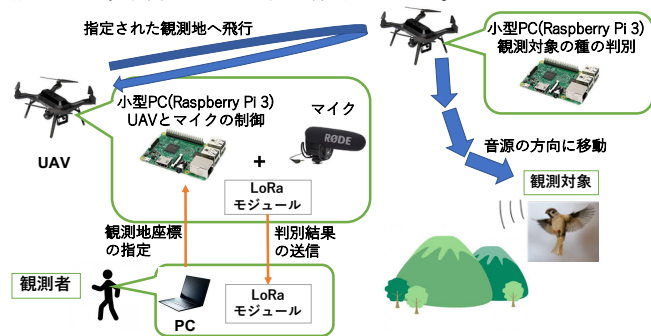 指定された観測地へ飛行
小型PC(Raspberry Pi 3)
観測対象の種の判別
小型PC(Raspberry Pi 3)
UAVとマイクの制御
マイク
RØDE
UAV
+
音源の方向に移動
観測対象
LoRa
モジュール
観測地座標
の指定
判別結果
の送信
観測者
PC
LoRa
モジュール